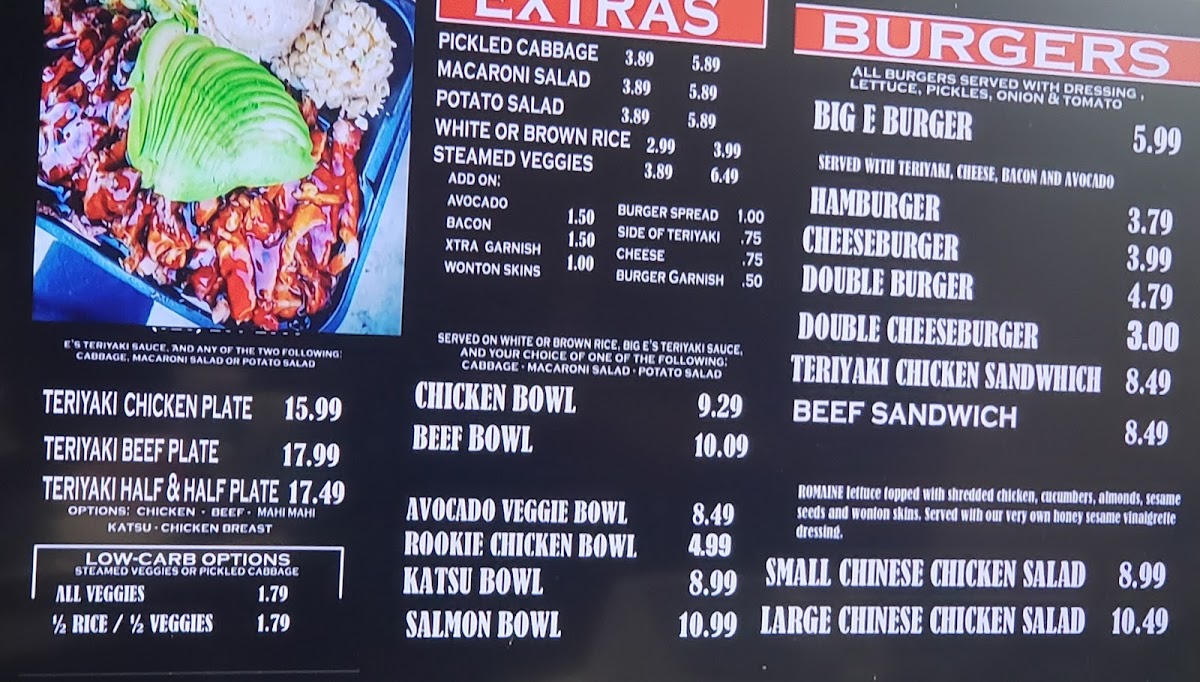 E'S TERIYAKI SAUCE, AND ANY OF THE TWO FOLLOWING:
CABBAGE, MACARONI SALAD OR POTATO SALAD
TERIYAKI CHICKEN PLATE 15.99
TERIYAKI BEEF PLATE 17.99
TERIYAKI HALF & HALF PLATE 17.49
OPTIONS: CHICKEN · BEEF · MAHI MAHI
KATSU · CHICKEN BREAST
LOW-CARB OPTIONS
STEAMED VEGGIES OR PICKLED CABBAGE
ALL VEGGIES 1.79
½ RICE / ½ VEGGIES 1.79
EXTRAS
PICKLED CABBAGE 3.89 5.89
MACARONI SALAD 3.89 5.89
POTATO SALAD 3.89 5.89
WHITE OR BROWN RICE 2.99 3.99
STEAMED VEGGIES 3.89 6.49
ADD ON:
AVOCADO 1.50
BACON 1.50
XTRA GARNISH 1.00
WONTON SKINS
BURGER SPREAD 1.00
SIDE OF TERIYAKI .75
CHEESE .75
BURGER GARNISH .50
SERVED ON WHITE OR BROWN RICE, BIG E'S TERIYAKI SAUCE,
AND YOUR CHOICE OF ONE OF THE FOLLOWING:
CABBAGE · MACARONI SALAD · POTATO SALAD
CHICKEN BOWL 9.29
BEEF BOWL 10.09
AVOCADO VEGGIE BOWL 8.49
ROOKIE CHICKEN BOWL 4.99
KATSU BOWL 8.99
SALMON BOWL 10.99
BURGERS
ALL BURGERS SERVED WITH DRESSING,
LETTUCE, PICKLES, ONION & TOMATO
BIG E BURGER 5.99
SERVED WITH TERIYAKI, CHEESE, BACON AND AVOCADO
HAMBURGER 3.79
CHEESEBURGER 3.99
DOUBLE BURGER 4.79
DOUBLE CHEESEBURGER 3.00
TERIYAKI CHICKEN SANDWHICH 8.49
BEEF SANDWICH 8.49
ROMAINE lettuce topped with shredded chicken, cucumbers, almonds, sesame
seeds and wonton skins. Served with our very own honey sesame vinaigrette
dressing.
SMALL CHINESE CHICKEN SALAD 8.99
LARGE CHINESE CHICKEN SALAD 10.49